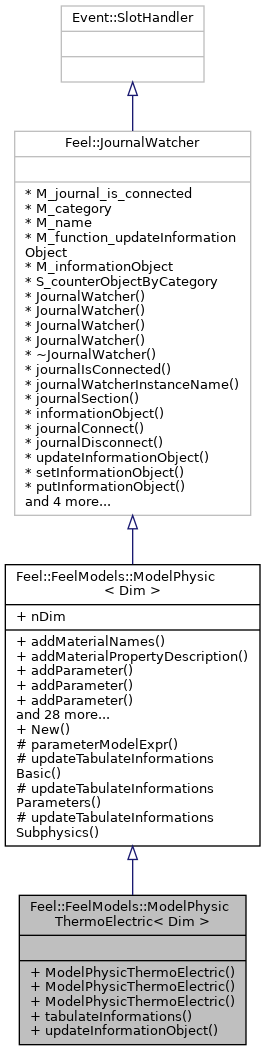 Event::SlotHandler
Feel::JournalWatcher
* M_journal_is_connected
* M_category
* M_name
* M_function_updateInformation
Object
* M_informationObject
* S_counterObjectByCategory
* JournalWatcher()
* JournalWatcher()
* JournalWatcher()
* JournalWatcher()
* ~JournalWatcher()
* journalIsConnected()
* journalWatcherInstanceName()
* journalSection()
* informationObject()
* journalConnect()
* journalDisconnect()
* updateInformationObject()
* setInformationObject()
* putInformationObject()
and 4 more...
Feel::FeelModels::ModelPhysic
< Dim >
+ nDim
+ addMaterialNames()
+ addMaterialPropertyDescription()
+ addParameter()
+ addParameter()
+ addParameter()
and 28 more...
+ New()
# parameterModelExpr()
# updateTabulateInformations
Basic()
# updateTabulateInformations
Parameters()
# updateTabulateInformations
Subphysics()
Feel::FeelModels::ModelPhysic
ThermoElectric< Dim >
+ ModelPhysicThermoElectric()
+ ModelPhysicThermoElectric()
+ ModelPhysicThermoElectric()
+ tabulateInformations()
+ updateInformationObject()